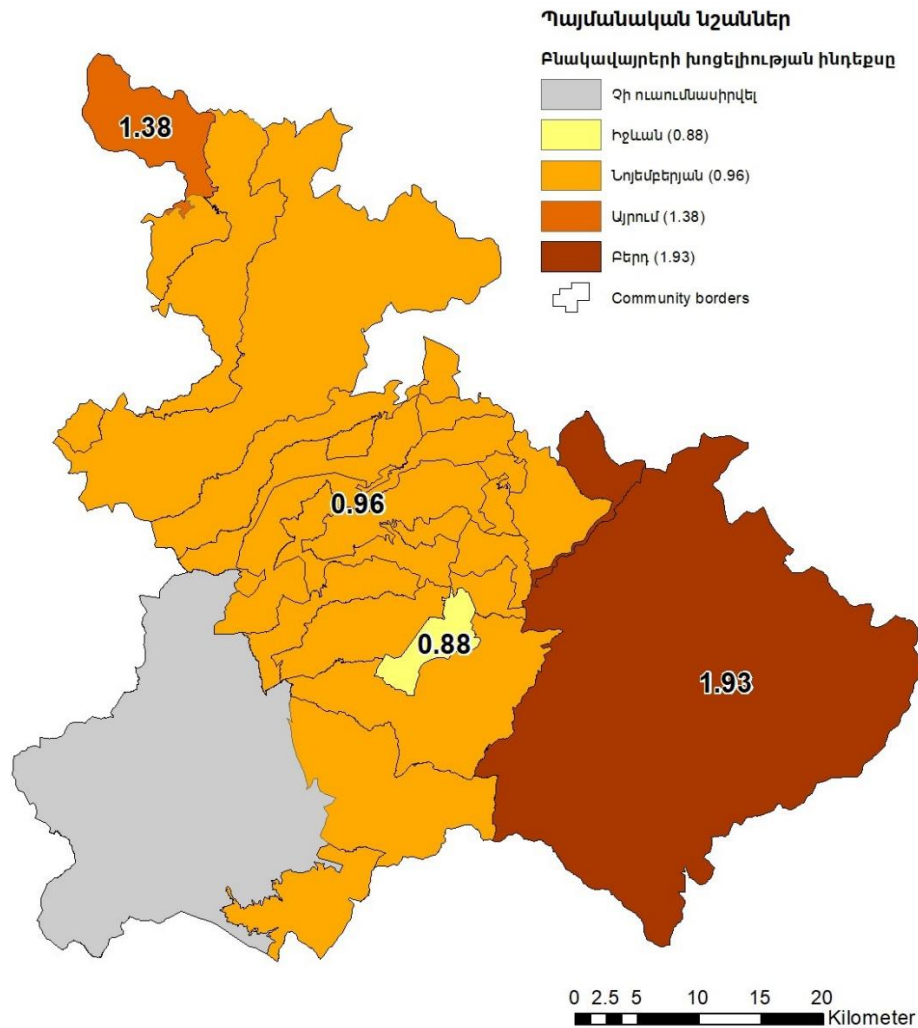 Պայմանական նշաններ
Բնակավայրերի խոցելիության ինդեքսը
Չի ուսումնասիրվել
Իջևան (0.88)
Նոյեմբերյան (0.96)
Այրում (1.38)
Բերդ (1.93)
Community borders
1.38
0.96
0.88
1.93
0 2.5 5 10 15 20
Kilometer